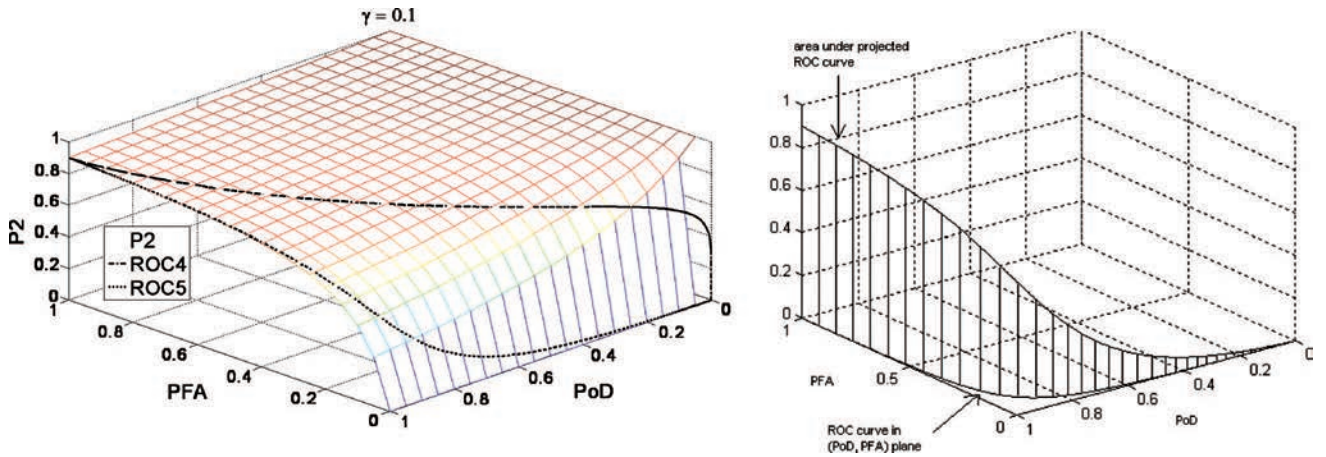 γ = 0.1
1
0.8
0.6
0.4
0.2
0
P2
P2
ROC4
ROC5
1
0.8
0.6
0.4
0.2
0
PFA
1
0.8
0.6
0.4
0.2
0
PoD
area under projected
ROC curve
1
0.8
0.6
0.4
0.2
0
1
0.5
0
PFA
1
0.8
0.6
0.4
0.2
0
PoD
ROC curve in
(PoD, PFA) plane